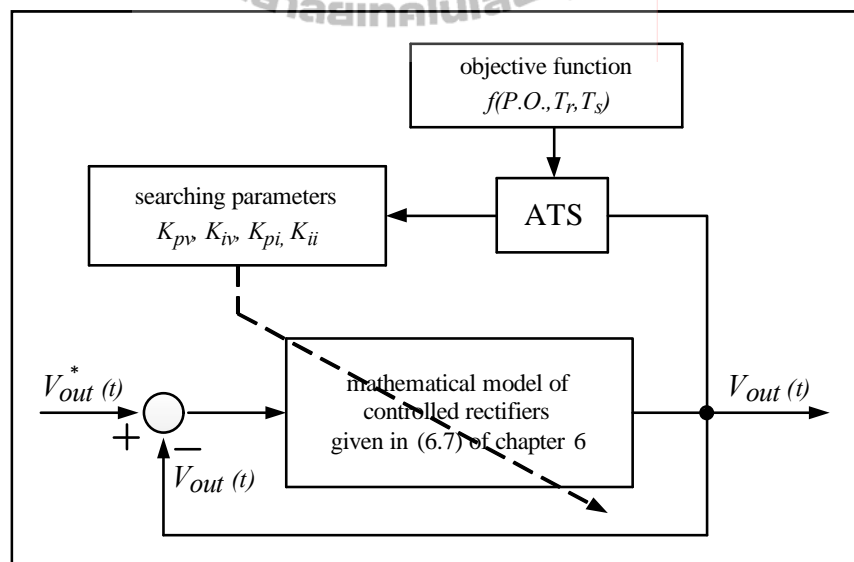 objective function
f(P.O.,Tr,Ts)
searching parameters
Kpv, Kiv, Kpi, Kii
ATS
V*out (t)
+
−
Vout (t)
mathematical model of
controlled rectifiers
given in (6.7) of chapter 6
Vout (t)